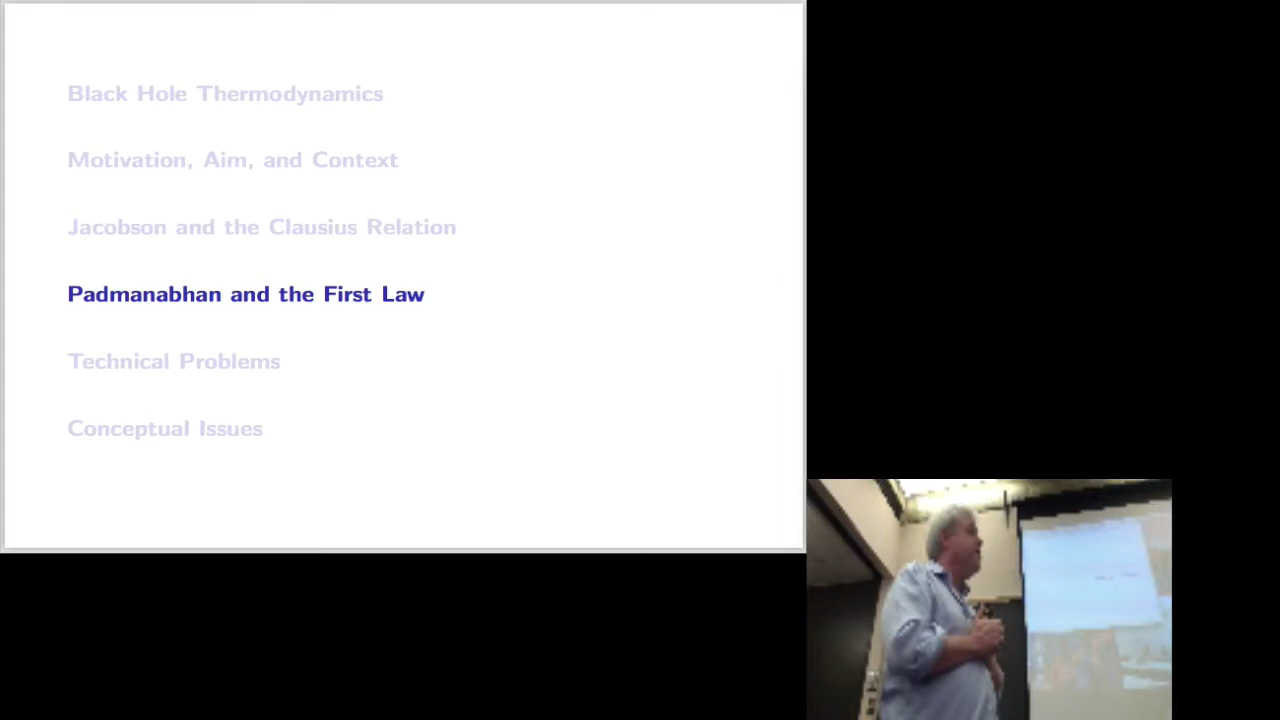 Black Hole Thermodynamics
Motivation, Aim, and Context
Jacobson and the Clausius Relation
Padmanabhan and the First Law
Technical Problems
Conceptual Issues